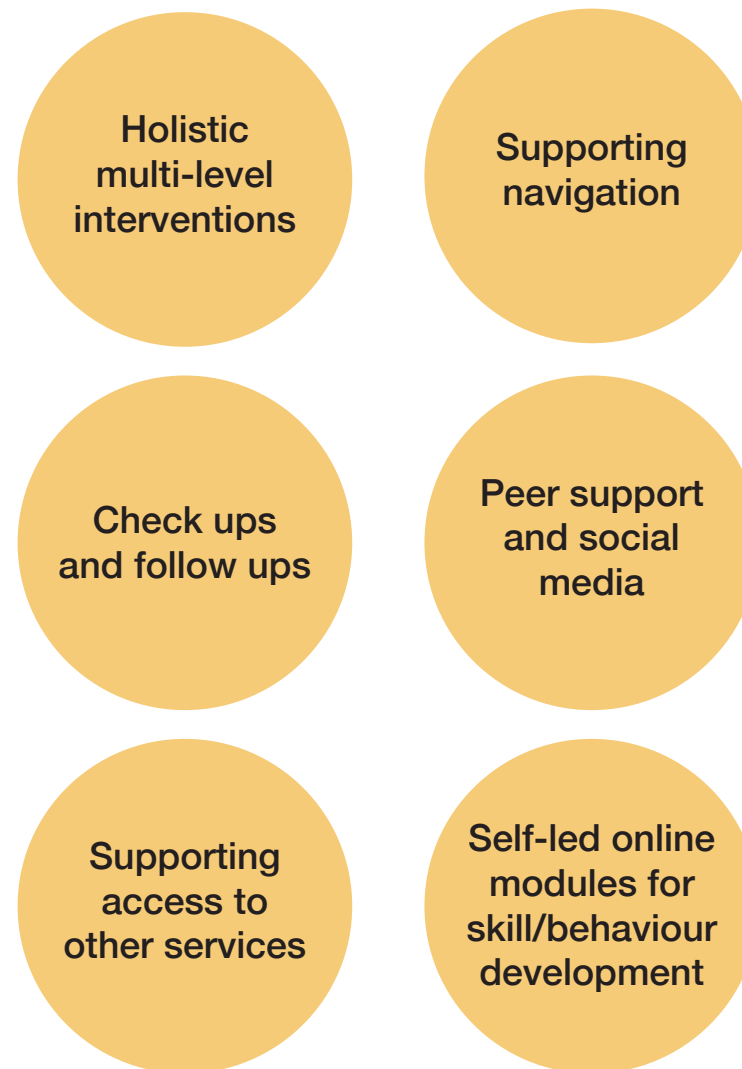 Holistic
multi-level
interventions
Supporting
navigation
Check ups
and follow ups
Peer support
and social
media
Supporting
access to
other services
Self-led online
modules for
skill/behaviour
development